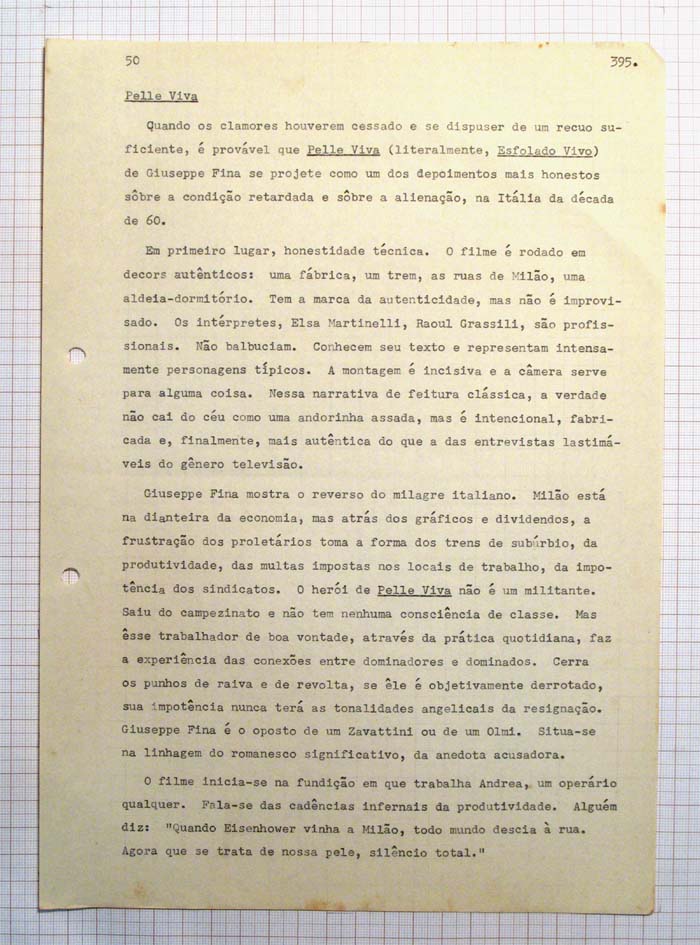 50 395.
Pelle Viva
Quando os clamores houverem cessado e se dispuser de um recuo su-
ficiente, é provável que Pelle Viva (literalmente, Esfolado Vivo)
de Giuseppe Fina se projete como um dos depoimentos mais honestos
sôbre a condição retardada e sôbre a alienação, na Itália da década
de 60.
Em primeiro lugar, honestidade técnica. O filme é rodado em
decors autênticos: uma fábrica, um trem, as ruas de Milão, uma
aldeia-dormitório. Tem a marca da autenticidade, mas não é improvi-
sado. Os intérpretes, Elsa Martinelli, Raoul Grassili, são profis-
sionais. Não balbuciam. Conhecem seu texto e representam intensa-
mente personagens típicos. A montagem é incisiva e a câmera serve
para alguma coisa. Nessa narrativa de feitura clássica, a verdade
não cai do céu como uma andorinha assada, mas é intencional, fabri-
cada e, finalmente, mais autêntica do que a das entrevistas lastimá-
veis do gênero televisão.
Giuseppe Fina mostra o reverso do milagre italiano. Milão está
na dianteira da economia, mas atrás dos gráficos e dividendos, a
frustração dos proletários toma a forma dos trens de subúrbio, da
produtividade, das multas impostas nos locais de trabalho, da impo-
tência dos sindicatos. O herói de Pelle Viva não é um militante.
Saiu do campezinato e não tem nenhuma consciência de classe. Mas
êsse trabalhador de boa vontade, através da prática quotidiana, faz
a experiência das conexões entre dominadores e dominados. Cerra
os punhos de raiva e de revolta, se êle é objetivamente derrotado,
sua impotência nunca terá as tonalidades angelicais da resignação.
Giuseppe Fina é o oposto de um Zavattini ou de um Olmi. Situa-se
na linhagem do romanesco significativo, da anedota acusadora.
O filme inicia-se na fundição em que trabalha Andrea, um operário
qualquer. Fala-se das cadências infernais da produtividade. Alguém
diz: "Quando Eisenhower vinha a Milão, todo mundo descia à rua.
Agora que se trata de nossa pele, silêncio total."